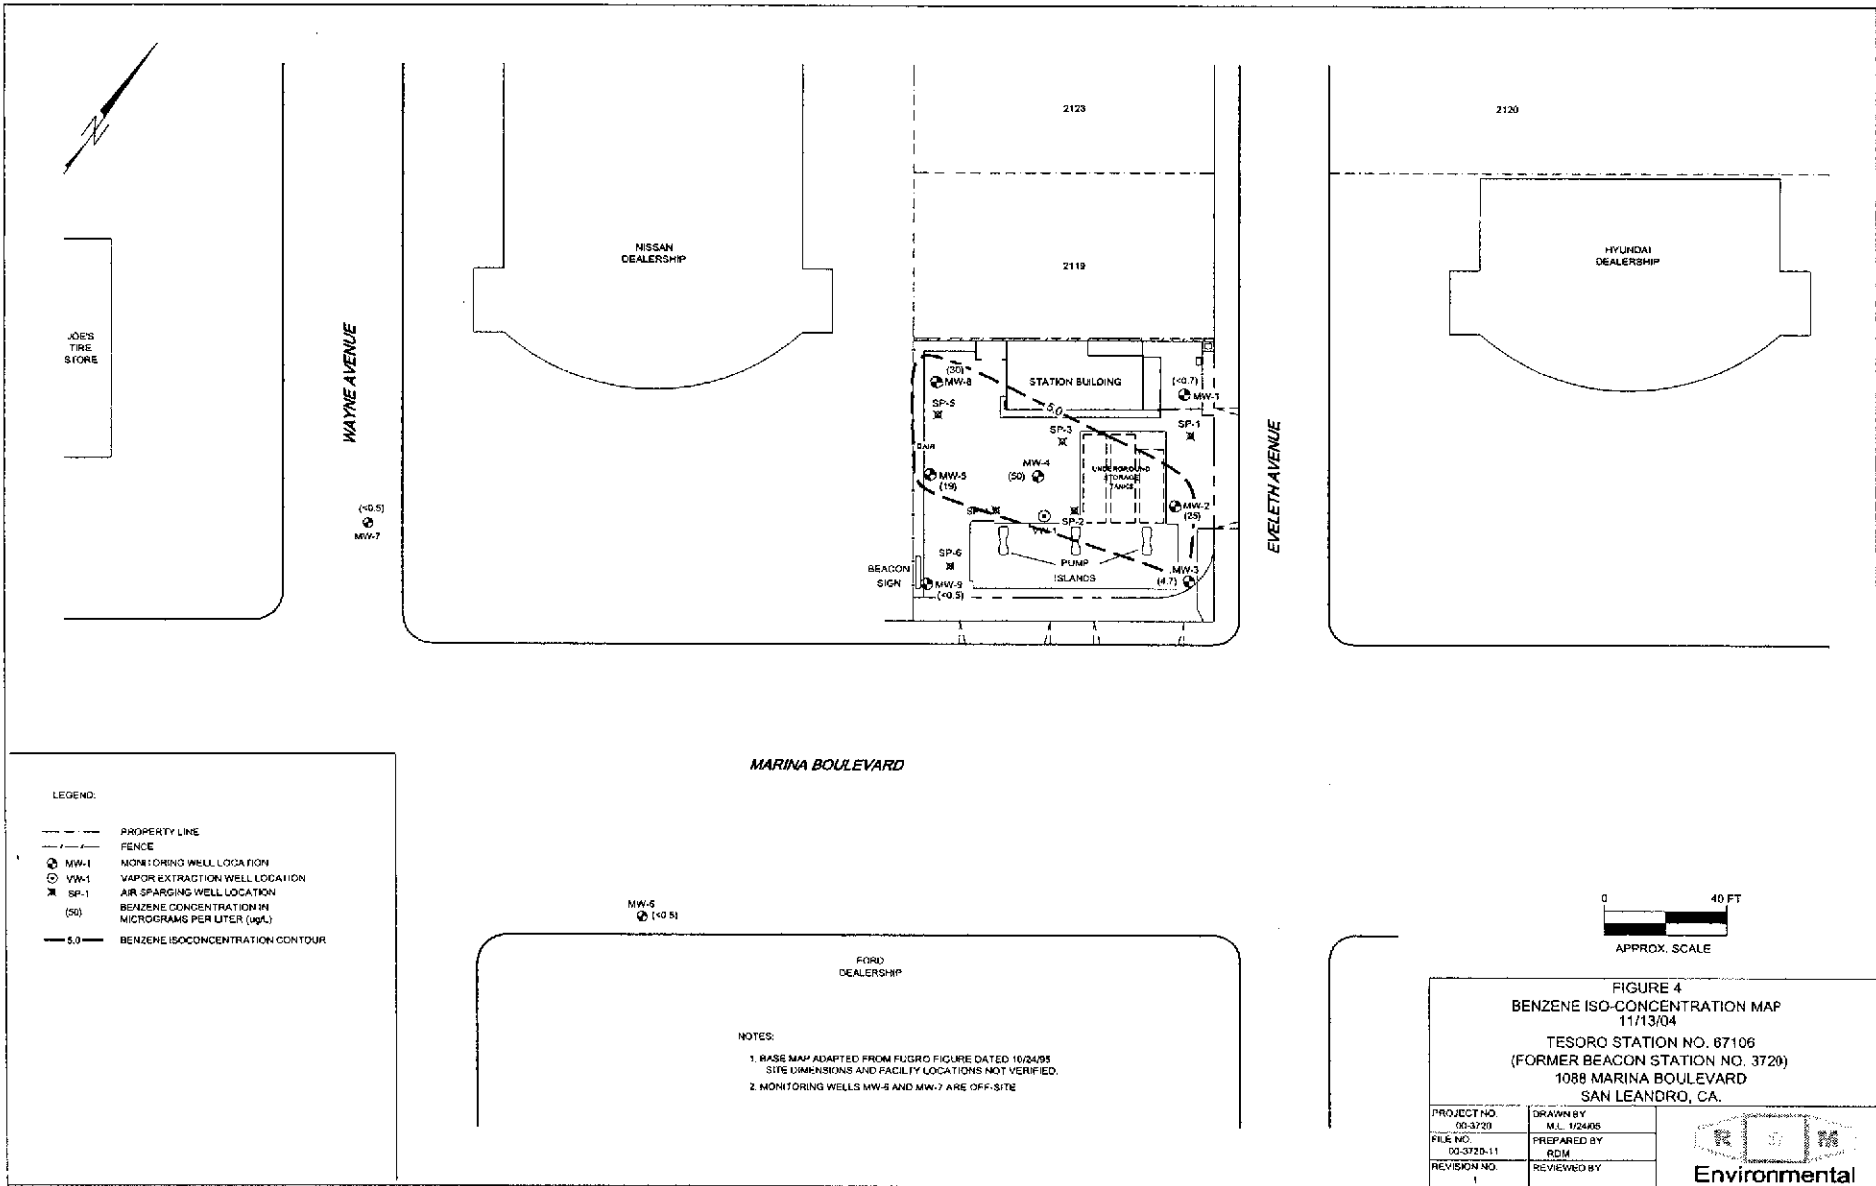 2123
2120
NISSAN
DEALERSHIP
2119
HYUNDAI
DEALERSHIP
JOE'S
TIRE
STORE
WAYNE AVENUE
(30)
MW-8
STATION BUILDING
(<0.7)
MW-1
5.0
SP-5
SP-3
SP-1
AIR
MW-4
(50)
MW-5
(19)
UNDERGROUND
STORAGE
TANKS
EVELETH AVENUE
MW-2
(25)
(<0.5)
MW-7
SP-2
VW-1
SP-6
PUMP
ISLANDS
BEACON
SIGN
MW-3
(4.7)
MW-9
(<0.5)
MARINA BOULEVARD
LEGEND:
PROPERTY LINE
FENCE
MW-1 MONITORING WELL LOCATION
VW-1 VAPOR EXTRACTION WELL LOCATION
SP-1 AIR SPARGING WELL LOCATION
(50) BENZENE CONCENTRATION IN
MICROGRAMS PER LITER (ug/L)
5.0 BENZENE ISOCONCENTRATION CONTOUR
MW-6
(<0.5)
0 40 FT
APPROX. SCALE
FORD
DEALERSHIP
NOTES:
1. BASE MAP ADAPTED FROM FUGRO FIGURE DATED 10/24/95
SITE DIMENSIONS AND FACILITY LOCATIONS NOT VERIFIED.
2. MONITORING WELLS MW-6 AND MW-7 ARE OFF-SITE
FIGURE 4
BENZENE ISO-CONCENTRATION MAP
11/13/04
TESORO STATION NO. 67106
(FORMER BEACON STATION NO. 3720)
1088 MARINA BOULEVARD
SAN LEANDRO, CA.
PROJECT NO.
00-3720
DRAWN BY
M.L. 1/24/05
FILE NO.
00-3720-11
PREPARED BY
RDM
REVISION NO.
1
REVIEWED BY
R M
Environmental